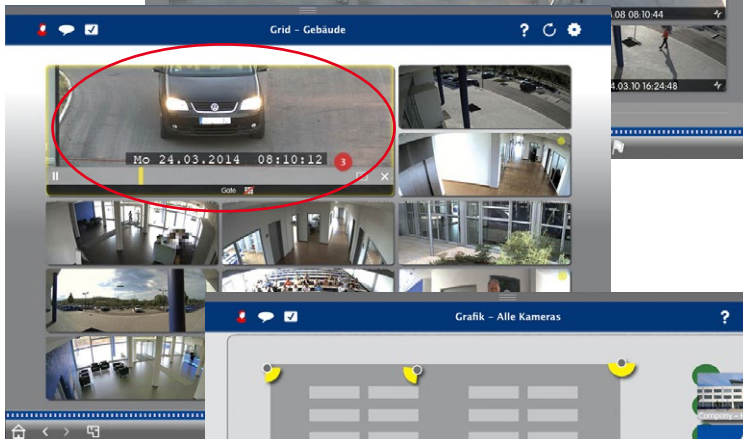 .08 08:10:44
Grid - Gebäude
?
4.03.10 16:24:48
Mo 24.03.2014 08:10:12
3
Gate
Grafik - Alle Kameras
?
Company - H